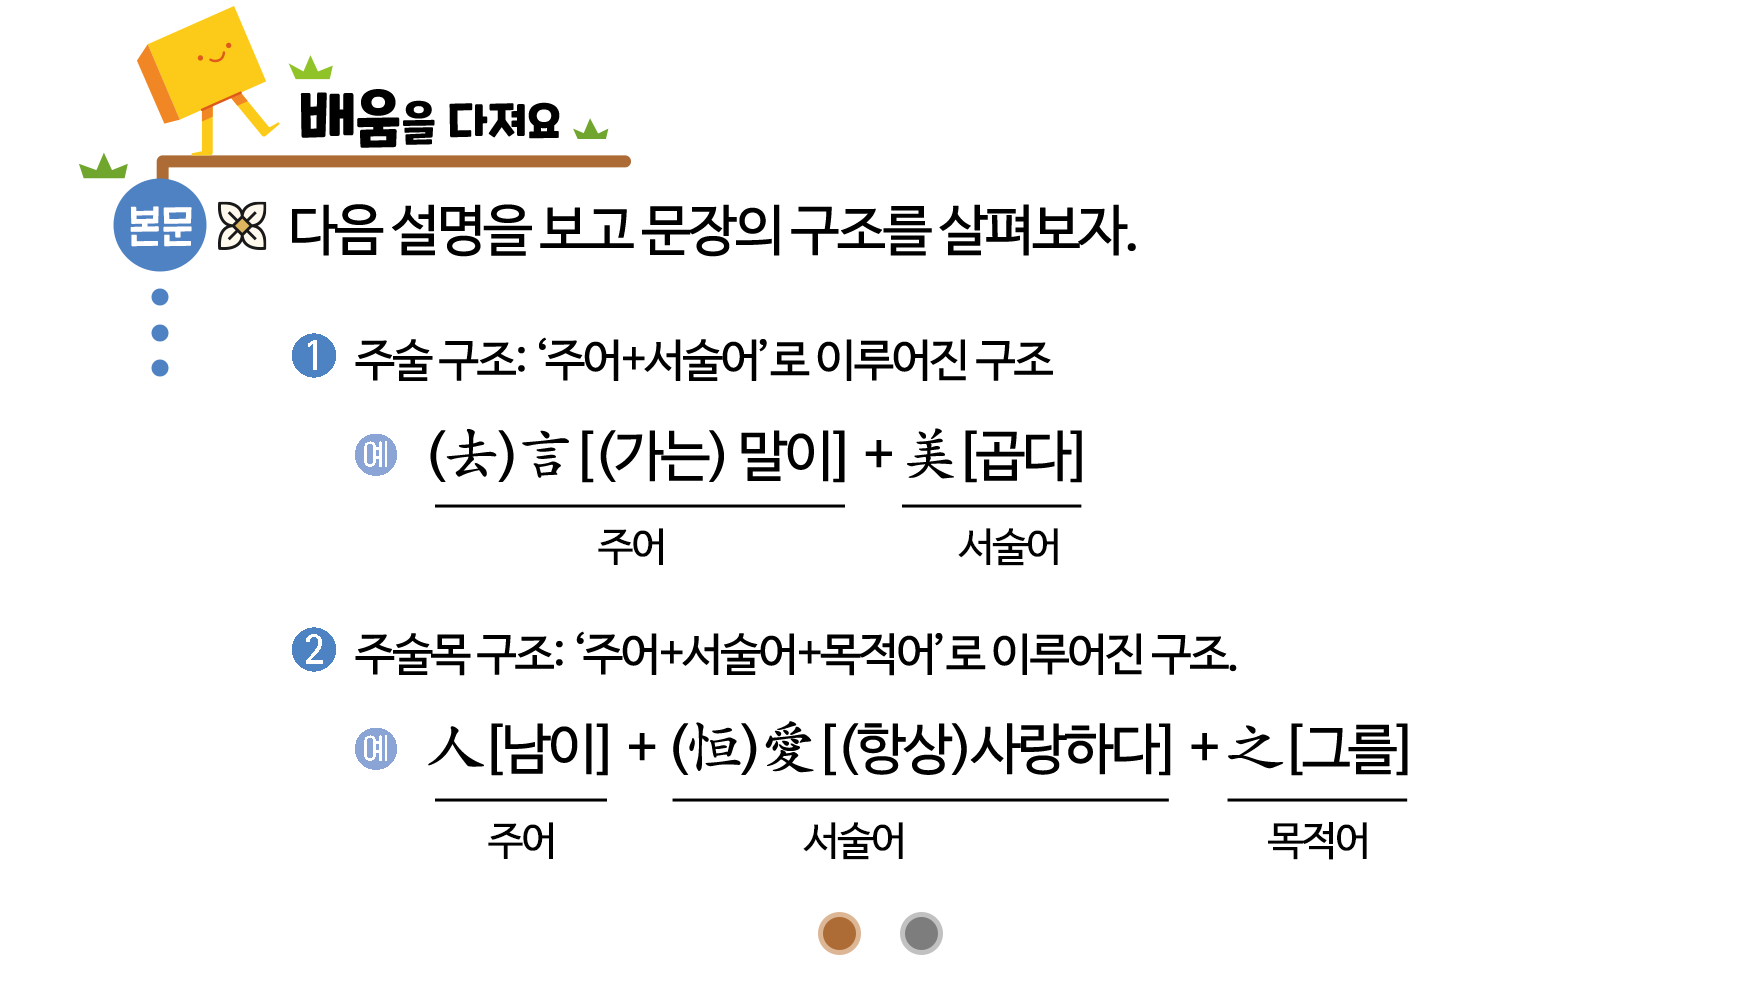 배움을 다져요
본문 다음 설명을 보고 문장의 구조를 살펴보자.
1 주술 구조: ‘주어+서술어’로 이루어진 구조
예 (去)言[(가는) 말이] + 美[곱다]
주어 서술어
2 주술목 구조: ‘주어+서술어+목적어’로 이루어진 구조.
예 人[남이] + (恒)愛[(항상)사랑하다] + 之[그를]
주어 서술어 목적어